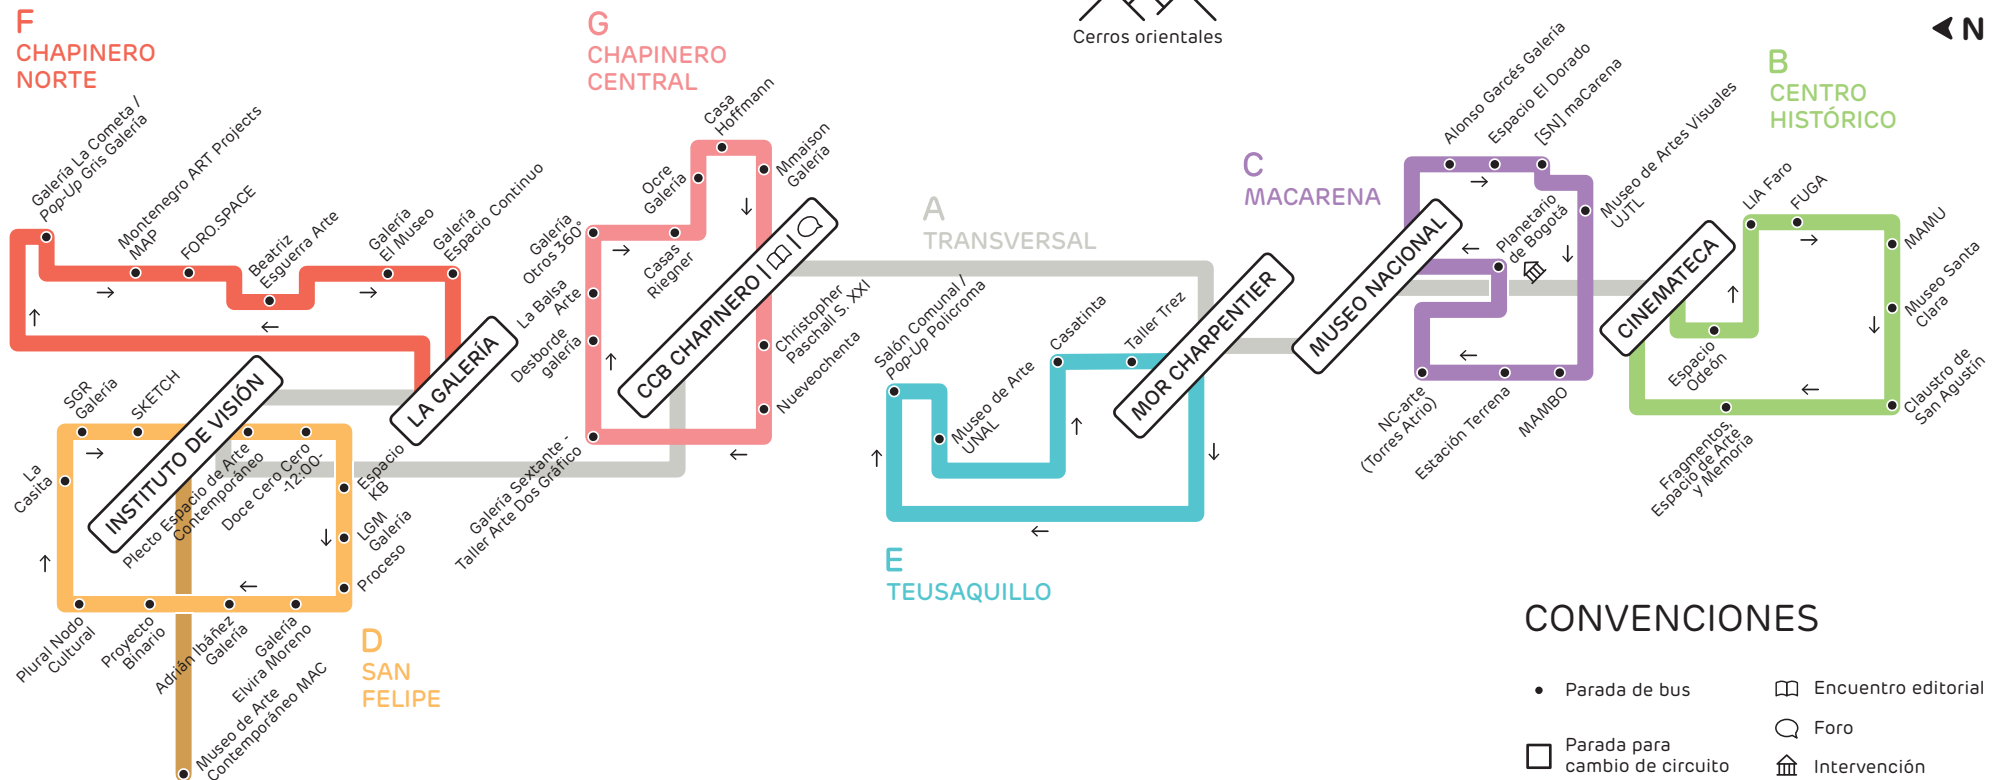 F
CHAPINERO
NORTE
Galería La Cometa /
Pop-Up Gris Galería
Montenegro ART Projects
MAP
FORO.SPACE
Beatriz
Esguerra Arte
Galería
El Museo
Galería
Espacio Continuo
LA GALERÍA
G
CHAPINERO
CENTRAL
Casa
Hoffmann
Mmaison
Galería
Ocre
Galería
Casas
Riegner
Galería
Otros 360°
La Balsa
Arte
Desborde
galería
Galería Sextante -
Taller Arte Dos Gráfico
CCB CHAPINERO | |
Christopher
Paschall S. XXI
Nueveochenta
Cerros orientales
N
A
TRANSVERSAL
C
MACARENA
Alonso Garcés Galería
Espacio El Dorado
[SN] maCarena
Museo de Artes Visuales
UJTL
Planetario
de Bogotá
MUSEO NACIONAL
NC-arte
(Torres Atrio)
Estación Terrena
MAMBO
B
CENTRO
HISTÓRICO
LIA Faro
FUGA
MAMU
Museo Santa
Clara
Claustro de
San Agustín
CINEMATECA
Espacio
Odeón
Fragmentos,
Espacio de Arte
y Memoria
SGR
Galería
SKETCH
INSTITUTO DE VISIÓN
La
Casita
Plecto Espacio de Arte
Contemporáneo
Doce Cero Cero
-12:00-
Espacio
KB
LGM
Galería
Proceso
Plural Nodo
Cultural
Proyecto
Binario
Adrián Ibáñez
Galería
Galería
Elvira Moreno
Museo de Arte
Contemporáneo MAC
D
SAN
FELIPE
Salón Comunal /
Pop-Up Policroma
Museo de Arte
UNAL
Casatinta
Taller Trez
MOR CHARPENTIER
E
TEUSAQUILLO
CONVENCIONES
Parada de bus
Parada para
cambio de circuito
Encuentro editorial
Foro
Intervención